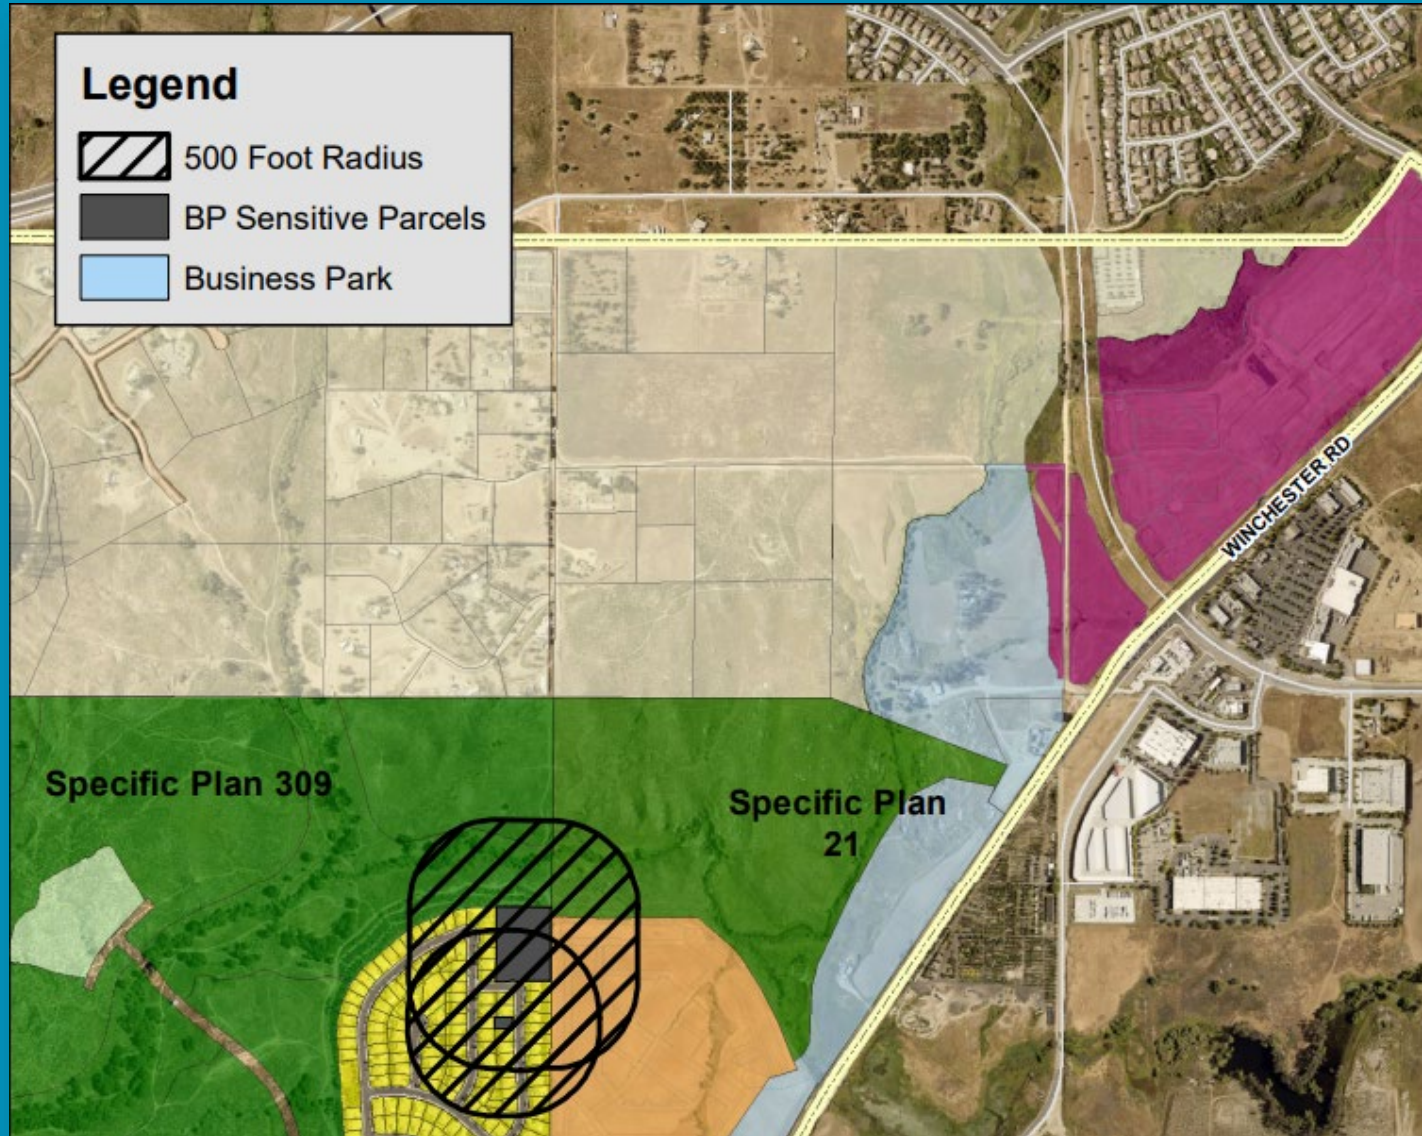 Legend
500 Foot Radius
BP Sensitive Parcels
Business Park
WINCHESTER RD
Specific Plan 309
Specific Plan
21